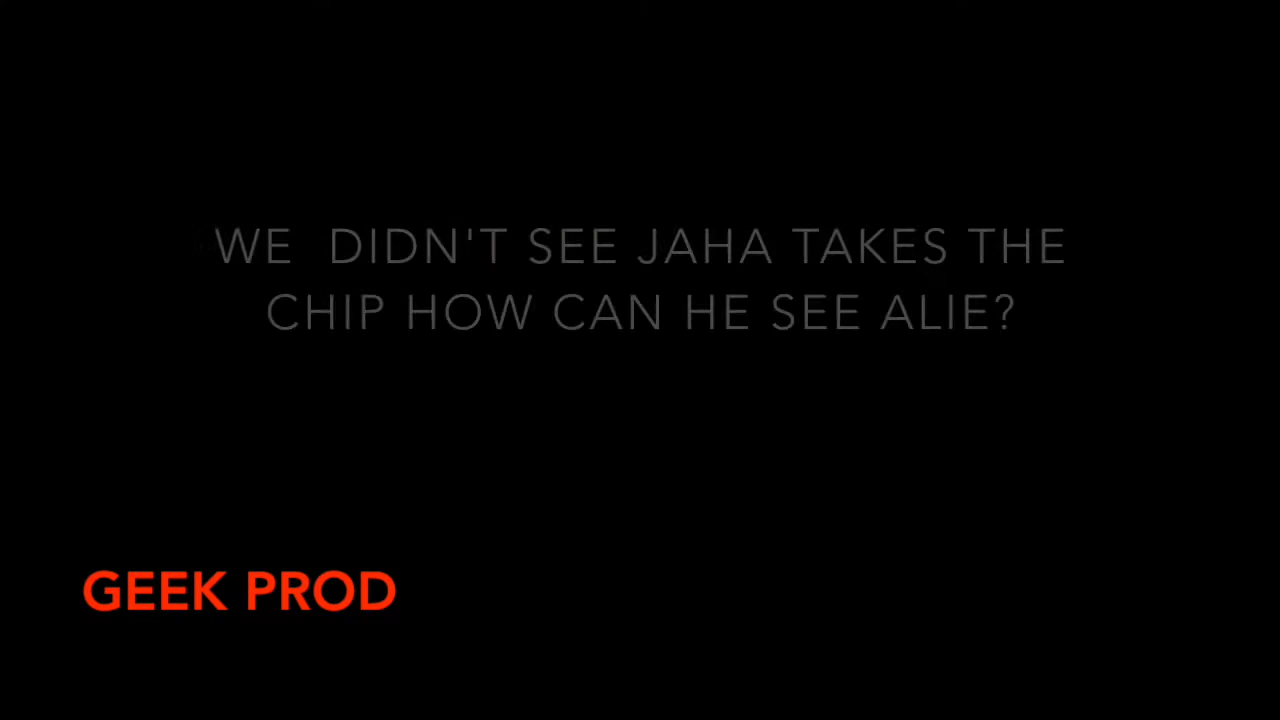 WE  DIDN'T SEE JAHA TAKES THE
CHIP HOW CAN HE SEE ALIE?
GEEK PROD